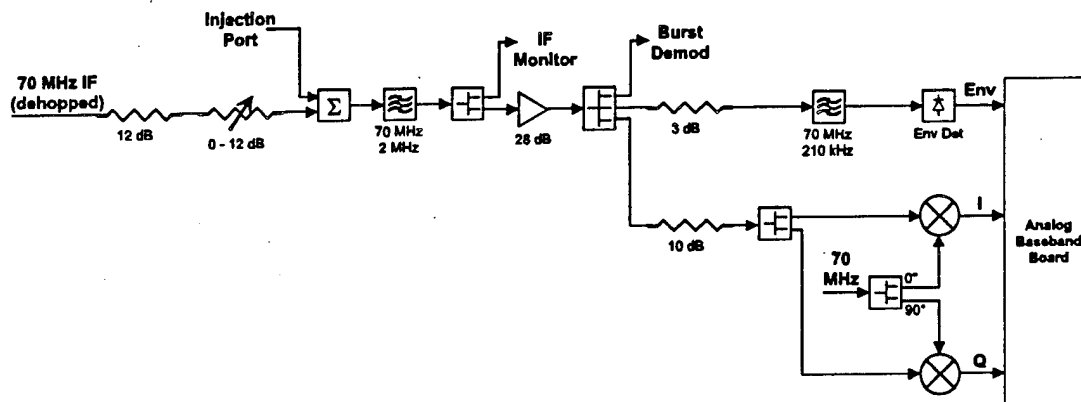 Injection
Port
IF
Monitor
Burst
Demod
70 MHz IF
(dehopped)
12 dB
0 - 12 dB
Σ
70 MHz
2 MHz
28 dB
3 dB
70 MHz
210 kHz
Env Det
Env
10 dB
I
Analog
Baseband
Board
70
MHz
0°
90°
Q